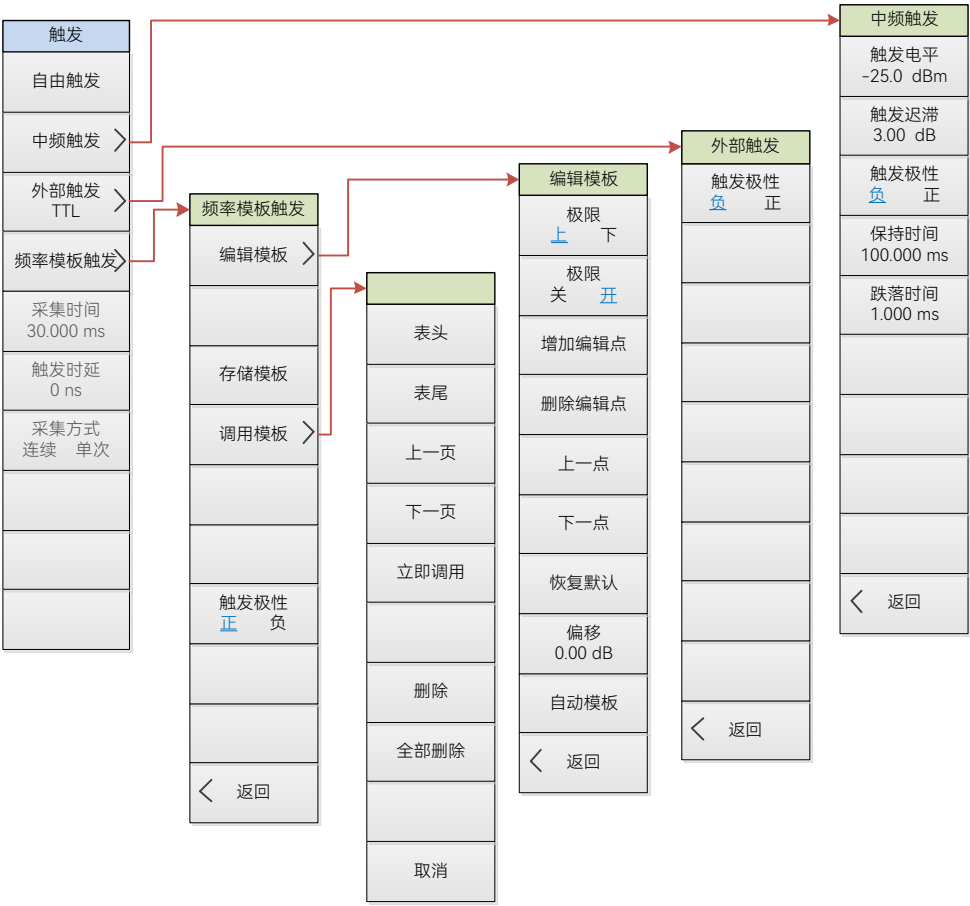 触发
自由触发
中频触发
外部触发
TTL
频率模板触发
采集时间
30.000 ms
触发时延
0 ns
采集方式
连续 单次
频率模板触发
编辑模板
存储模板
调用模板
触发极性
正 负
返回
表头
表尾
上一页
下一页
立即调用
删除
全部删除
取消
编辑模板
极限
上 下
极限
关 开
增加编辑点
删除编辑点
上一点
下一点
恢复默认
偏移
0.00 dB
自动模板
返回
外部触发
触发极性
负 正
返回
中频触发
触发电平
-25.0 dBm
触发迟滞
3.00 dB
触发极性
负 正
保持时间
100.000 ms
跌落时间
1.000 ms
返回